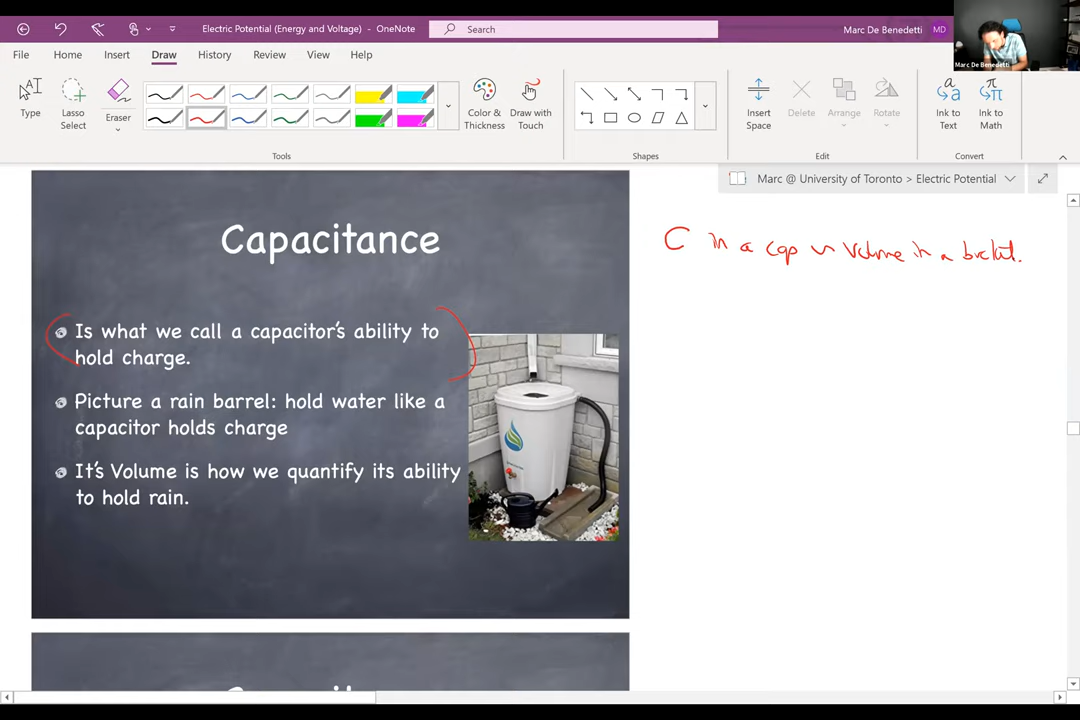 Electric Potential (Energy and Voltage) - OneNote
Search
Marc De Benedetti
MD
Marc De Benedetti
File Home Insert Draw History Review View Help
Type
Lasso Select
Eraser
Color & Thickness
Draw with Touch
Insert Space
Delete
Arrange
Rotate
Ink to Text
Ink to Math
Tools
Shapes
Edit
Convert
Marc @ University of Toronto > Electric Potential
Capacitance
Is what we call a capacitor's ability to
hold charge.
Picture a rain barrel: hold water like a
capacitor holds charge
It's Volume is how we quantify its ability
to hold rain.
C in a cap ~ Volume in a bucket.